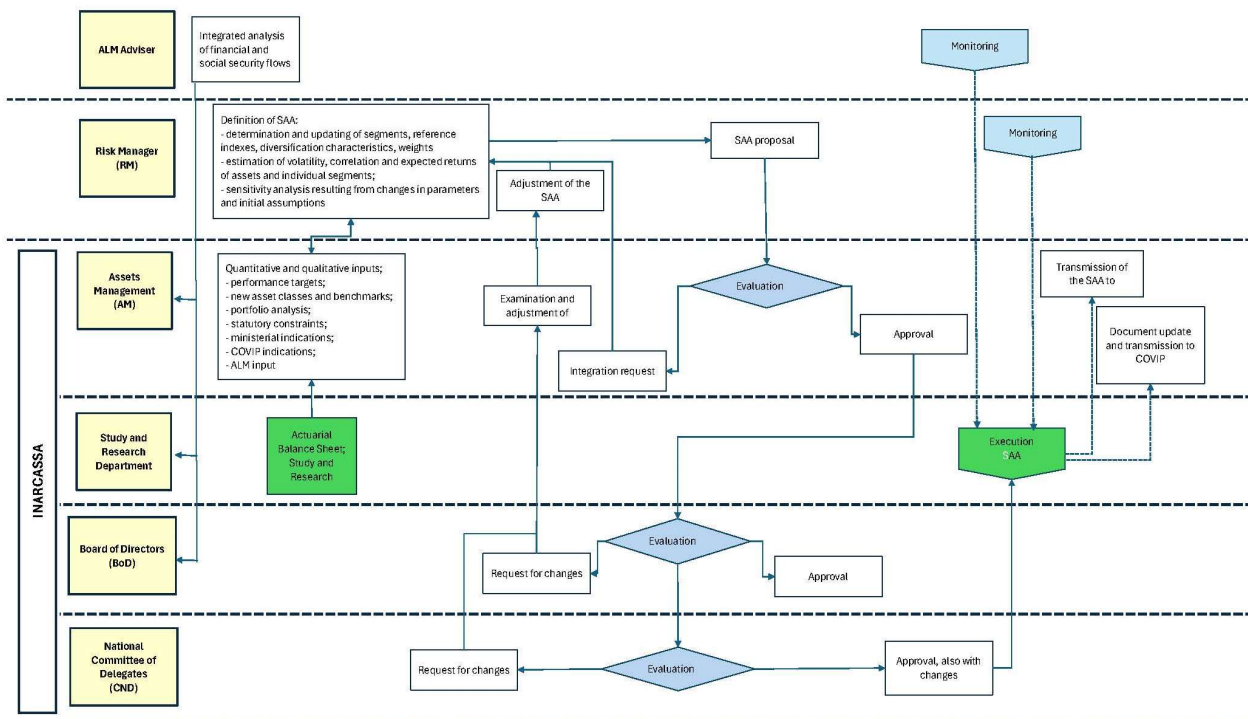 ALM Adviser
Integrated analysis
of financial and
social security flows
Monitoring
Risk Manager
(RM)
Definition of SAA:
- determination and updating of segments, reference
indexes, diversification characteristics, weights
- estimation of volatility, correlation and expected returns
of assets and individual segments;
- sensitivity analysis resulting from changes in parameters
and initial assumptions
SAA proposal
Monitoring
Adjustment of the
SAA
INARCASSA
Assets
Management
(AM)
Quantitative and qualitative inputs;
- performance targets;
- new asset classes and benchmarks;
- portfolio analysis;
- statutory constraints;
- ministerial indications;
- COVIP indications;
- ALM input
Examination and
adjustment of
Evaluation
Integration request
Approval
Transmission of
the SAA to
Document update
and transmission to
COVIP
Study and
Research
Department
Actuarial
Balance Sheet;
Study and
Research
Execution
SAA
Board of Directors
(BoD)
Request for changes
Evaluation
Approval
National
Committee of
Delegates
(CND)
Request for changes
Evaluation
Approval, also with
changes